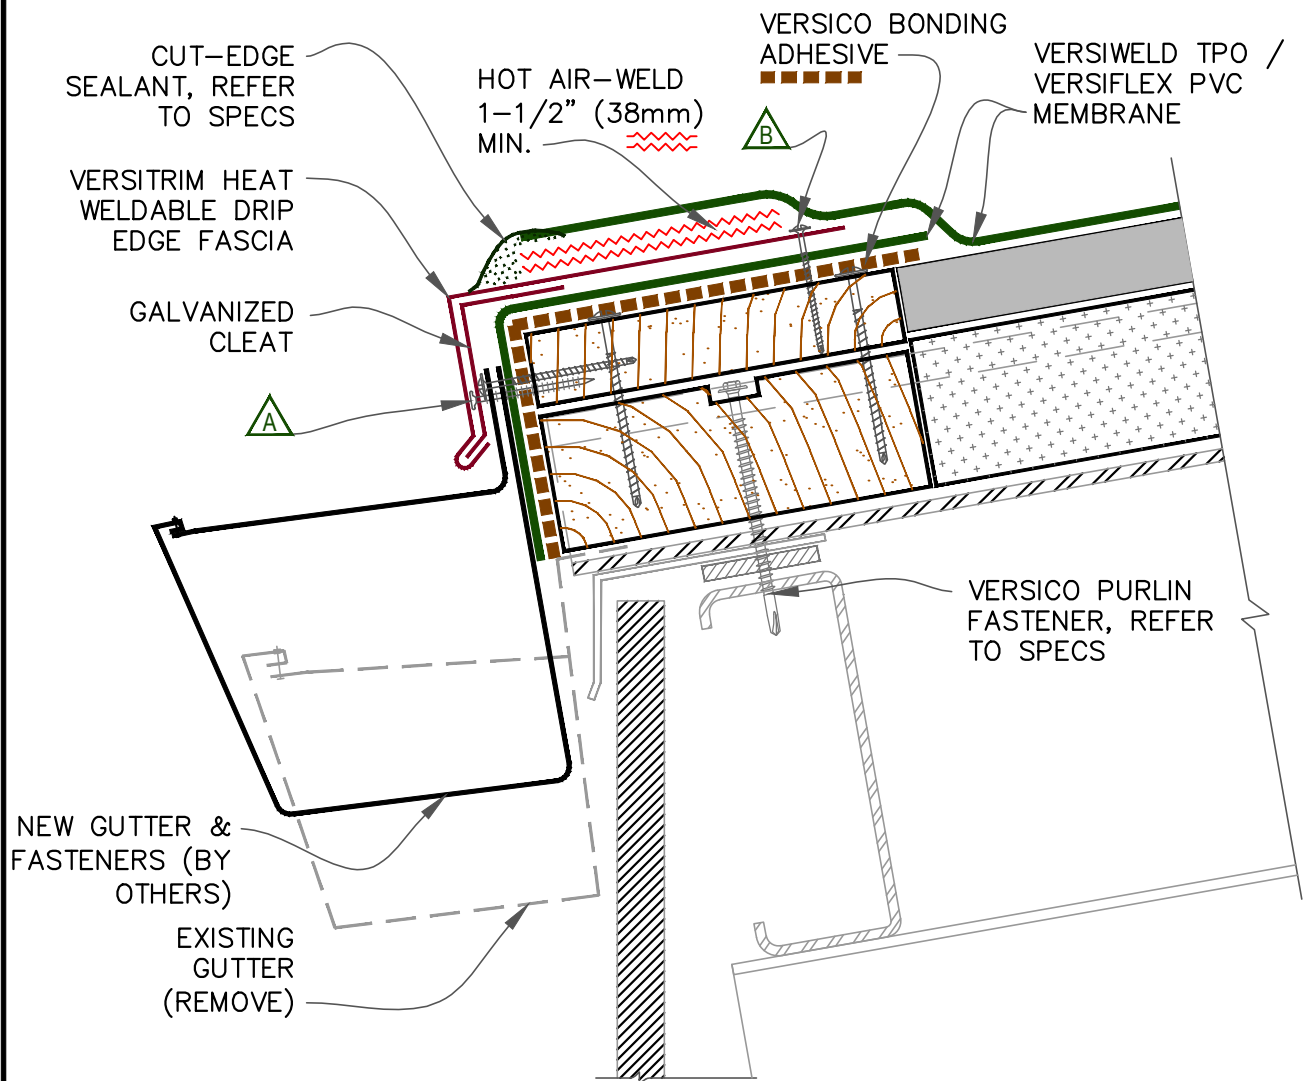 CUT-EDGE
SEALANT, REFER
TO SPECS
HOT AIR-WELD
1-1/2" (38mm)
MIN.
VERSICO BONDING
ADHESIVE
B
VERSIWELD TPO /
VERSIFLEX PVC
MEMBRANE
VERSITRIM HEAT
WELDABLE DRIP
EDGE FASCIA
GALVANIZED
CLEAT
A
VERSICO PURLIN
FASTENER, REFER
TO SPECS
NEW GUTTER &
FASTENERS (BY
OTHERS)
EXISTING
GUTTER
(REMOVE)